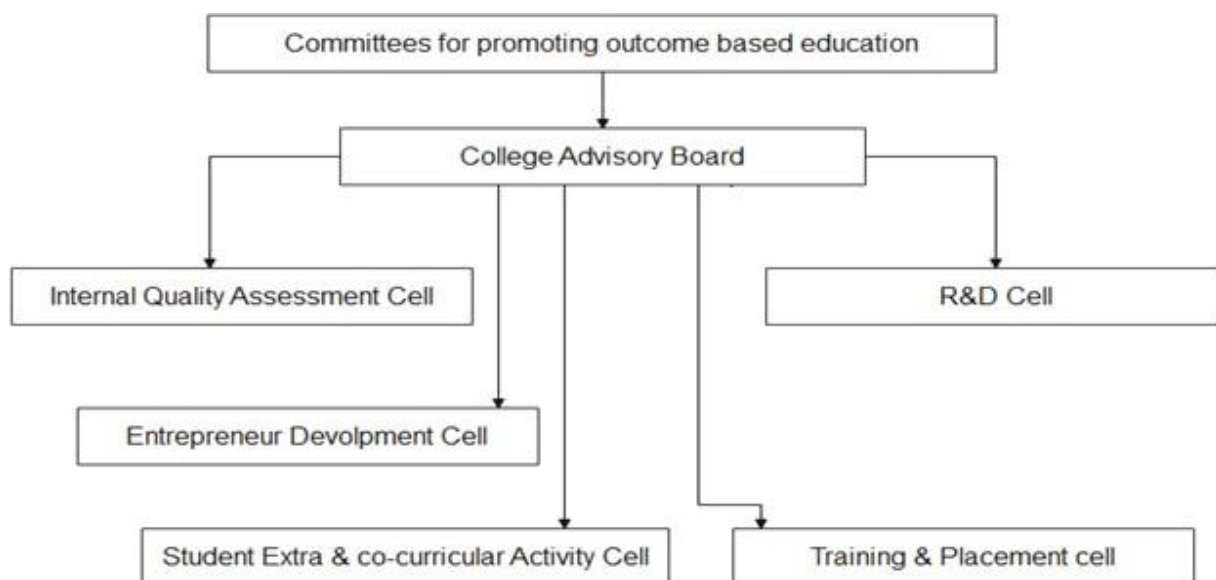 Committees for promoting outcome based education
College Advisory Board
Internal Quality Assessment Cell
R&D Cell
Entrepreneur Devolpment Cell
Student Extra & co-curricular Activity Cell
Training & Placement cell